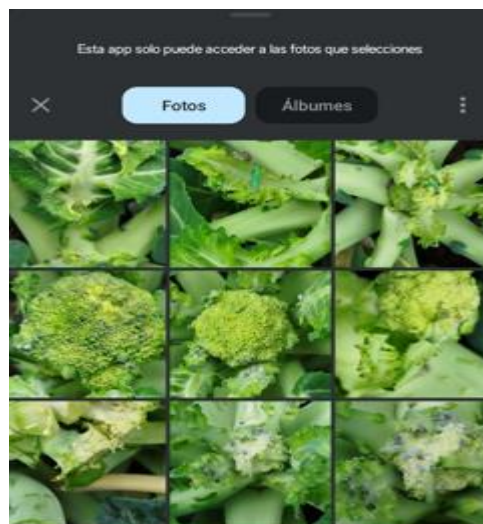 Esta app solo puede acceder a las fotos que selecciones
Fotos
Álbumes